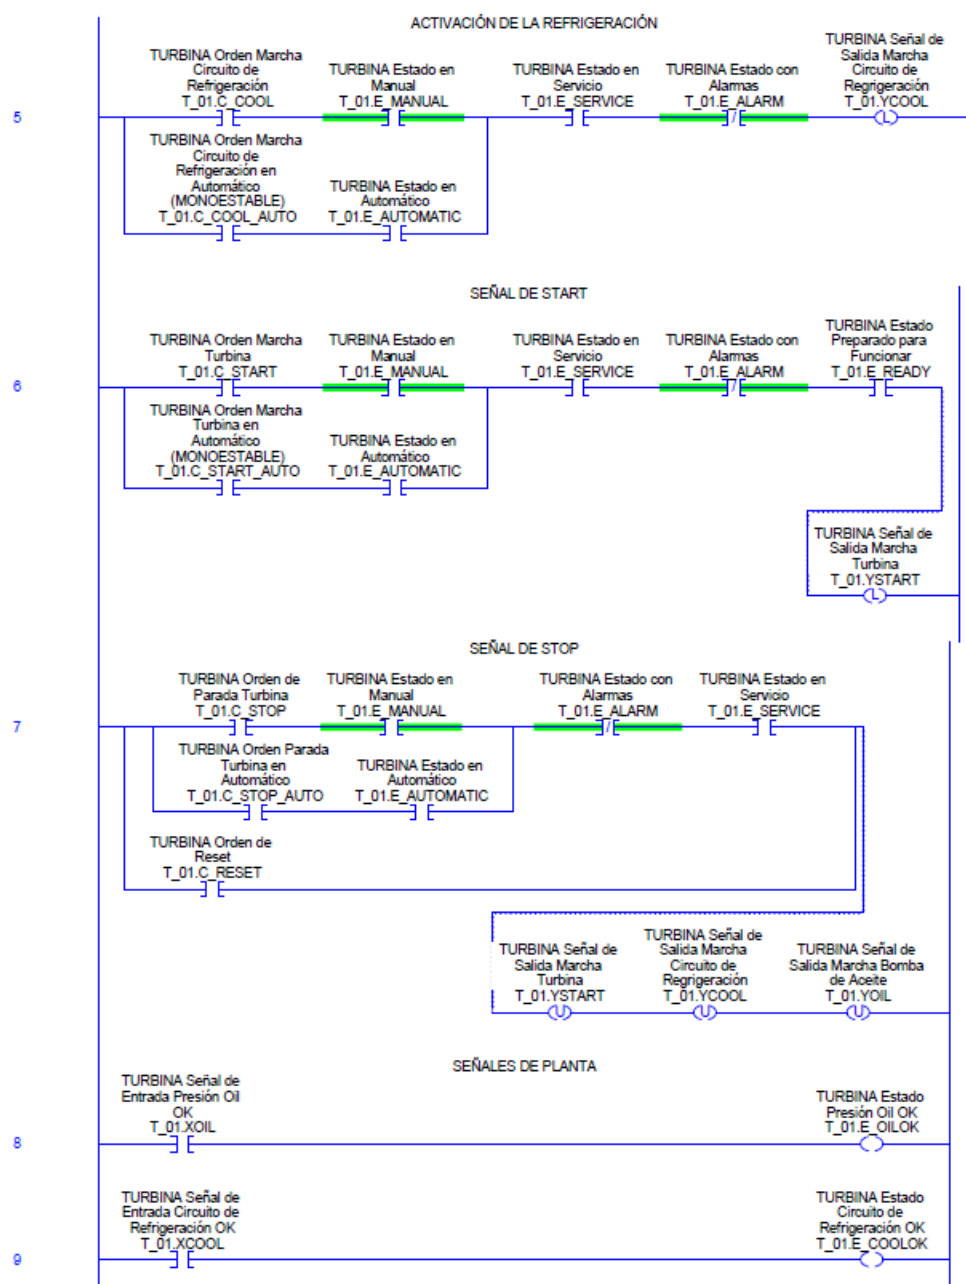 ACTIVACIÓN DE LA REFRIGERACIÓN
TURBINA Orden Marcha
Circuito de
Refrigeración
T_01.C_COOL
TURBINA Estado en
Manual
T_01.E_MANUAL
TURBINA Estado en
Servicio
T_01.E_SERVICE
TURBINA Estado con
Alarmas
T_01.E_ALARM
TURBINA Señal de
Salida Marcha
Circuito de
Regrigeración
T_01.YCOOL
5
L
TURBINA Orden Marcha
Circuito de
Refrigeración en
Automático
(MONOESTABLE)
T_01.C_COOL_AUTO
TURBINA Estado en
Automático
T_01.E_AUTOMATIC
SEÑAL DE START
TURBINA Orden Marcha
Turbina
T_01.C_START
TURBINA Estado en
Manual
T_01.E_MANUAL
TURBINA Estado en
Servicio
T_01.E_SERVICE
TURBINA Estado con
Alarmas
T_01.E_ALARM
TURBINA Estado
Preparado para
Funcionar
T_01.E_READY
6
TURBINA Orden Marcha
Turbina en
Automático
(MONOESTABLE)
T_01.C_START_AUTO
TURBINA Estado en
Automático
T_01.E_AUTOMATIC
TURBINA Señal de
Salida Marcha
Turbina
T_01.YSTART
L
SEÑAL DE STOP
TURBINA Orden de
Parada Turbina
T_01.C_STOP
TURBINA Estado en
Manual
T_01.E_MANUAL
TURBINA Estado con
Alarmas
T_01.E_ALARM
TURBINA Estado en
Servicio
T_01.E_SERVICE
7
TURBINA Orden Parada
Turbina en
Automático
T_01.C_STOP_AUTO
TURBINA Estado en
Automático
T_01.E_AUTOMATIC
TURBINA Orden de
Reset
T_01.C_RESET
TURBINA Señal de
Salida Marcha
Turbina
T_01.YSTART
U
TURBINA Señal de
Salida Marcha
Circuito de
Regrigeración
T_01.YCOOL
U
TURBINA Señal de
Salida Marcha Bomba
de Aceite
T_01.YOIL
U
SEÑALES DE PLANTA
TURBINA Señal de
Entrada Presión Oil
OK
T_01.XOIL
TURBINA Estado
Presión Oil OK
T_01.E_OILOK
8
TURBINA Señal de
Entrada Circuito de
Refrigeración OK
T_01.XCOOL
TURBINA Estado
Circuito de
Refrigeración OK
T_01.E_COOLOK
9